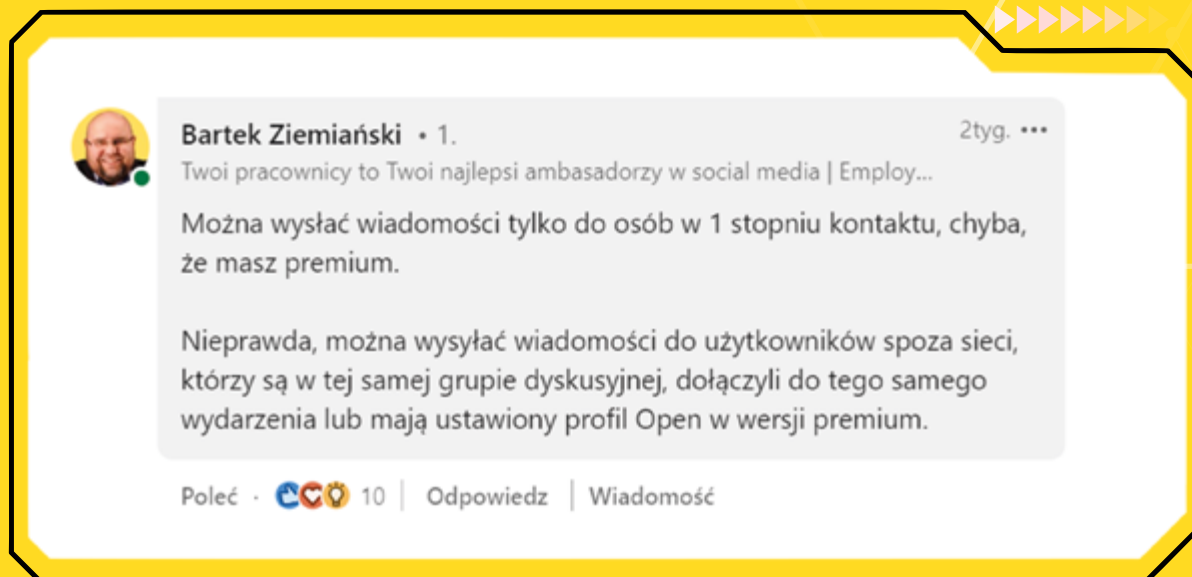 Bartek Ziemiański • 1.
2tyg. •••
Twoi pracownicy to Twoi najlepsi ambasadorzy w social media | Employ...
Można wysłać wiadomości tylko do osób w 1 stopniu kontaktu, chyba,
że masz premium.
Nieprawda, można wysyłać wiadomości do użytkowników spoza sieci,
którzy są w tej samej grupie dyskusyjnej, dołączyli do tego samego
wydarzenia lub mają ustawiony profil Open w wersji premium.
Poleć · 10 | Odpowiedz | Wiadomość